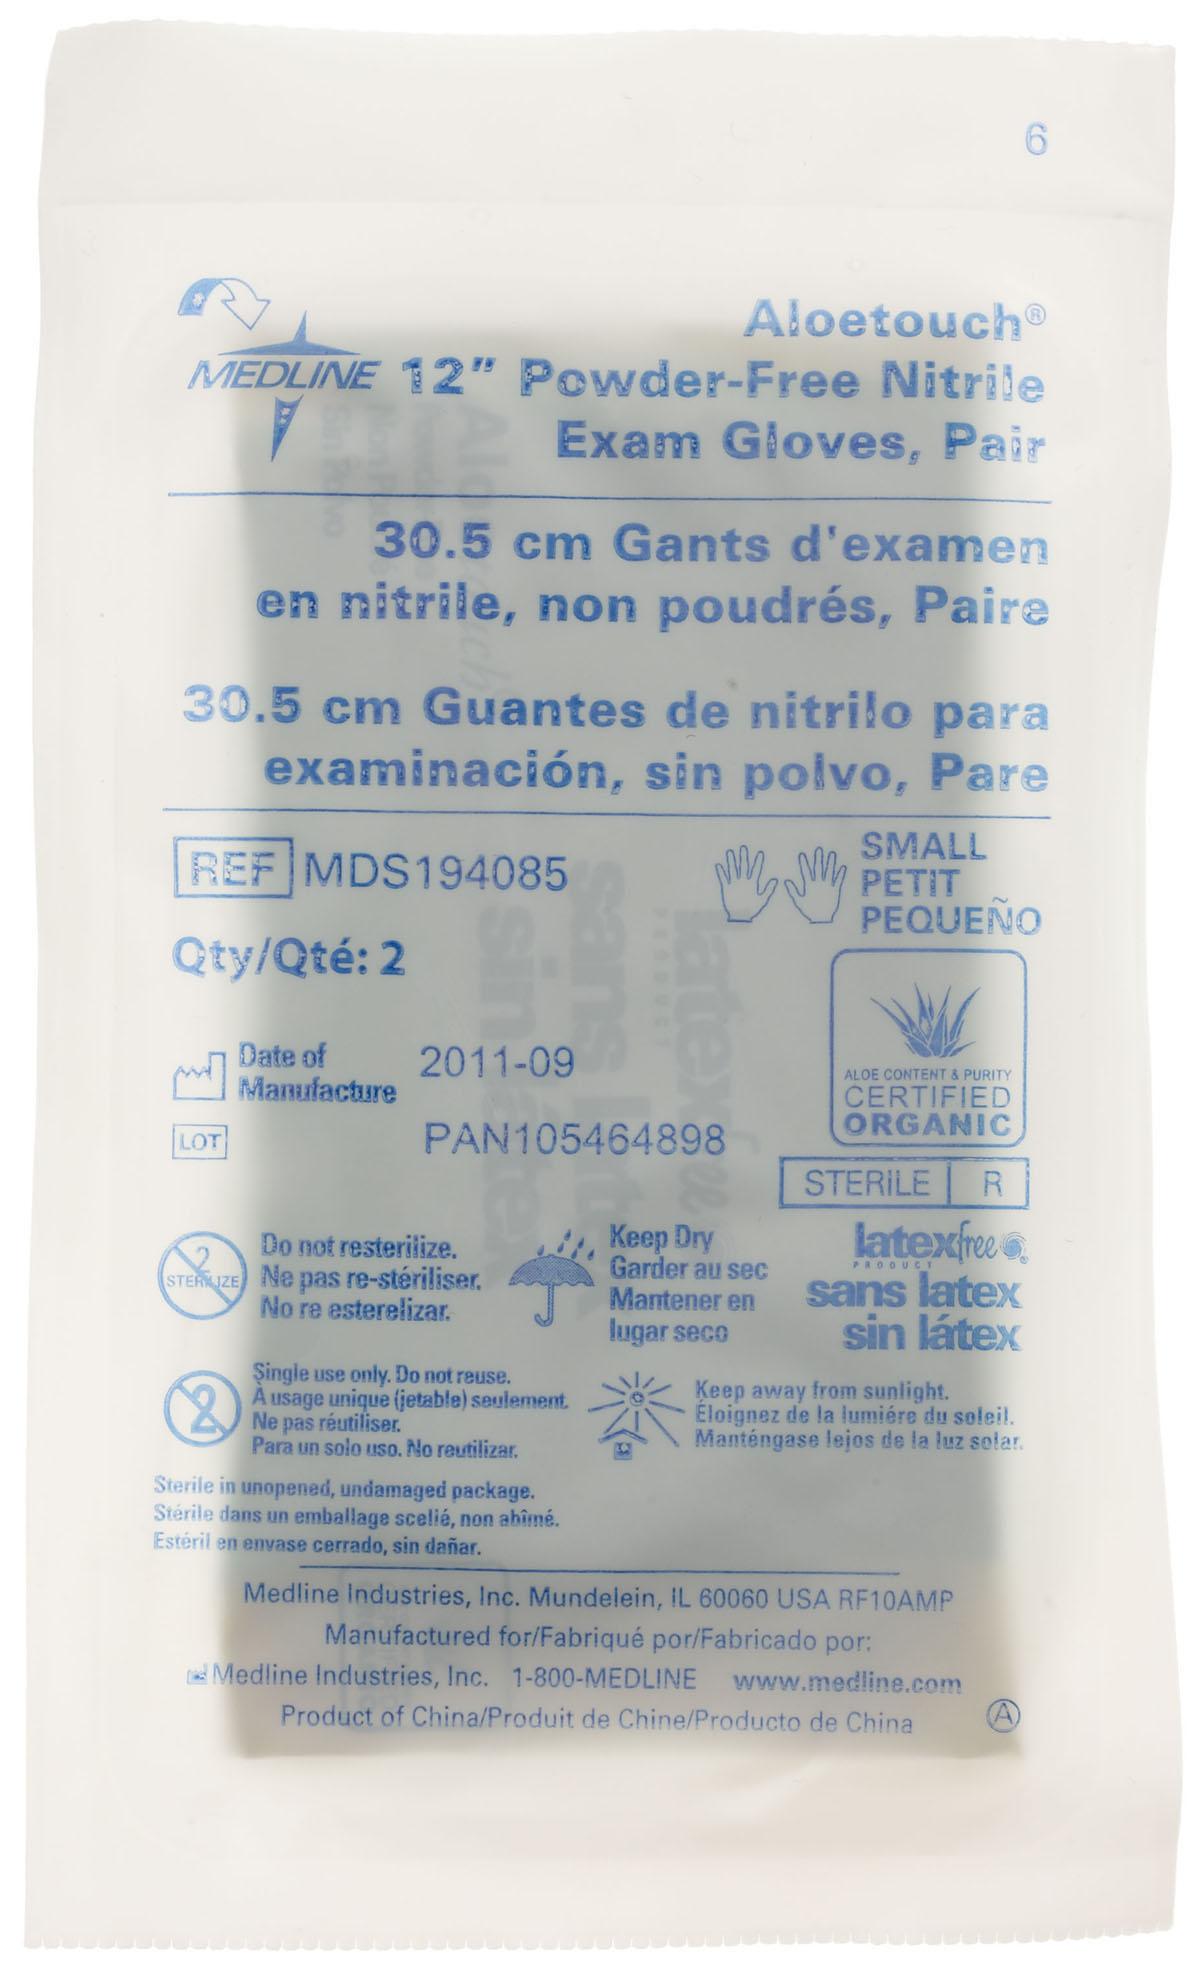 6
Aloetouch®
MEDLINE 12" Powder-Free Nitrile
Exam Gloves, Pair
30.5 cm Gants d'examen
en nitrile, non poudrés, Paire
30.5 cm Guantes de nitrilo para
examinación, sin polvo, Pare
REF MDS194085
SMALL
PETIT
PEQUEÑO
Qty/Qté: 2
ALOE CONTENT & PURITY
CERTIFIED
ORGANIC
Date of
Manufacture
2011-09
LOT
PAN105464898
STERILE R
2
STERILIZE
Do not resterilize.
Ne pas re-stériliser.
No re esterelizar.
Keep Dry
Garder au sec
Mantener en
lugar seco
latexfree
PRODUCT
sans latex
sin látex
2
Single use only. Do not reuse.
À usage unique (jetable) seulement.
Ne pas réutiliser.
Para un solo uso. No reutilizar.
Keep away from sunlight.
Éloignez de la lumiére du soleil.
Manténgase lejos de la luz solar.
Sterile in unopened, undamaged package.
Stérile dans un emballage scelié, non abîmé.
Estéril en envase cerrado, sin dañar.
Medline Industries, Inc. Mundelein, IL 60060 USA RF10AMP
Manufactured for/Fabriqué por/Fabricado por:
Medline Industries, Inc. 1-800-MEDLINE www.medline.com
Product of China/Produit de Chine/Producto de China
A